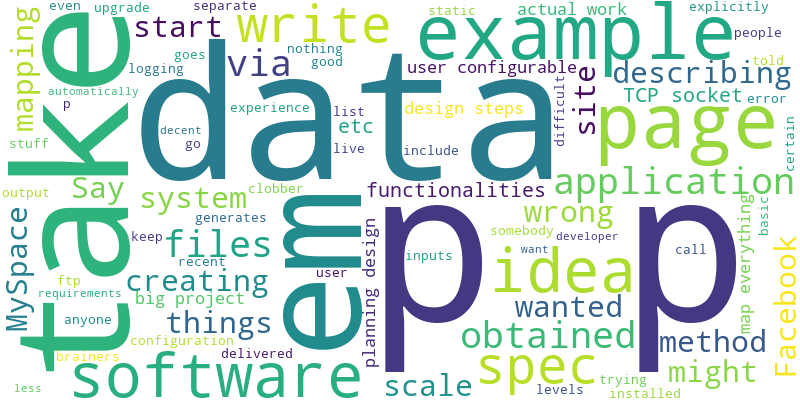 even
upgrade
separate
static
actual work
explicitly
start
write
example
people
goes
nothing
good
told
logging
via
user configurable
describing
mapping
take
data
p
automatically
experience
list
design steps
difficult
site
TCP socket
error
page
etc
decent
go
live
include
certain
stuff
output
Say
system
clobber
functionalities
application
MySpace
generates
em
p p
wrong
basic
keep
files
recent
somebody
developer
want
call
map everything
ftp
user
inputs
idea
requirements
creating
big project
planning design
wanted
Facebook
anyone
things
obtained
method
configuration
brainers
delivered
software
scale
spec
might
less
levels
trying
installed